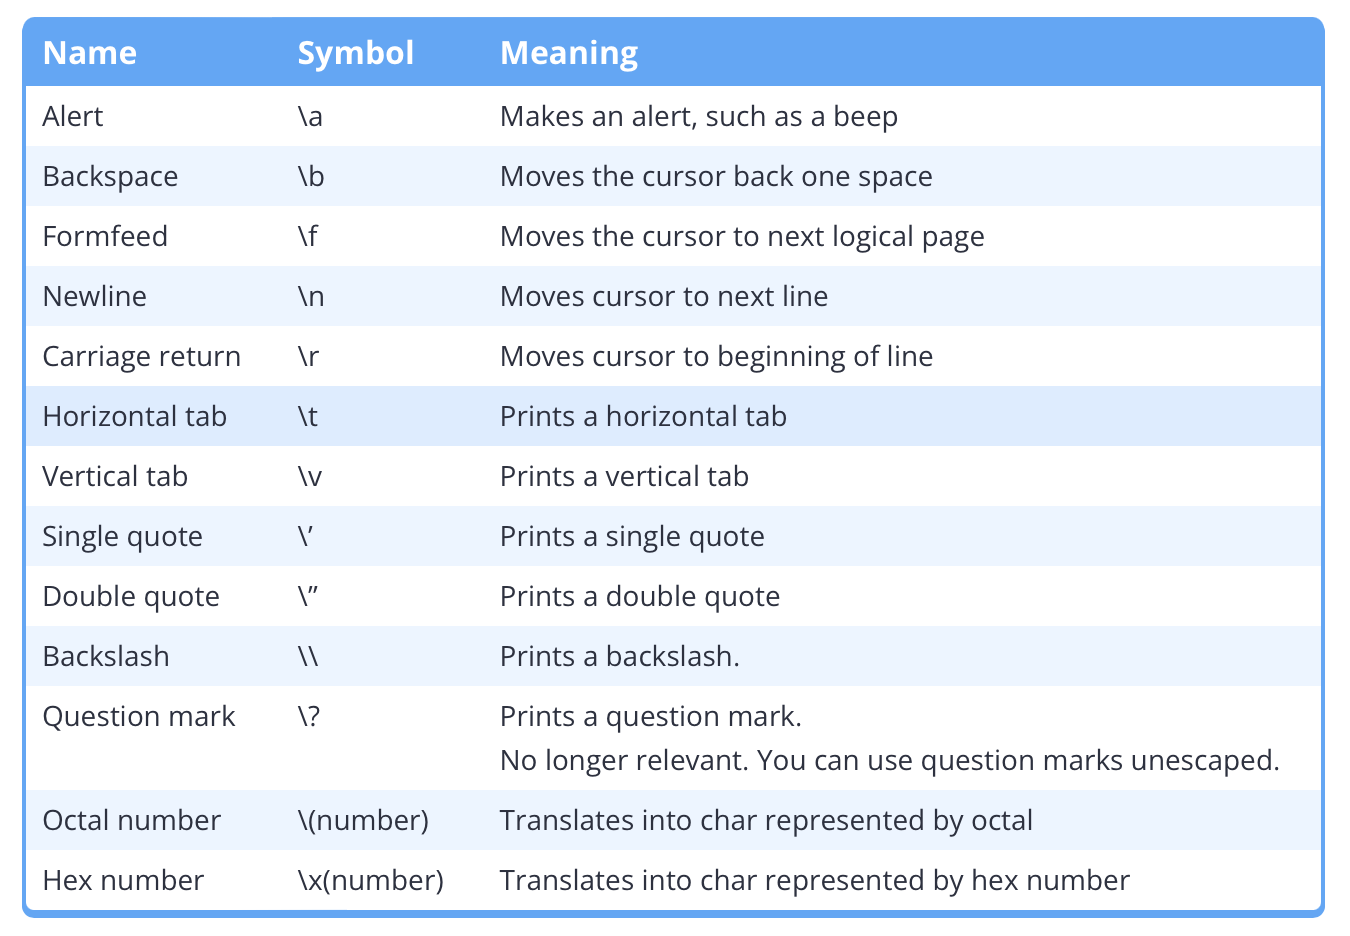 Name Symbol Meaning
Alert \a Makes an alert, such as a beep
Backspace \b Moves the cursor back one space
Formfeed \f Moves the cursor to next logical page
Newline \n Moves cursor to next line
Carriage return \r Moves cursor to beginning of line
Horizontal tab \t Prints a horizontal tab
Vertical tab \v Prints a vertical tab
Single quote \’ Prints a single quote
Double quote \” Prints a double quote
Backslash \\ Prints a backslash.
Question mark \? Prints a question mark.
No longer relevant. You can use question marks unescaped.
Octal number \(number) Translates into char represented by octal
Hex number \x(number) Translates into char represented by hex number